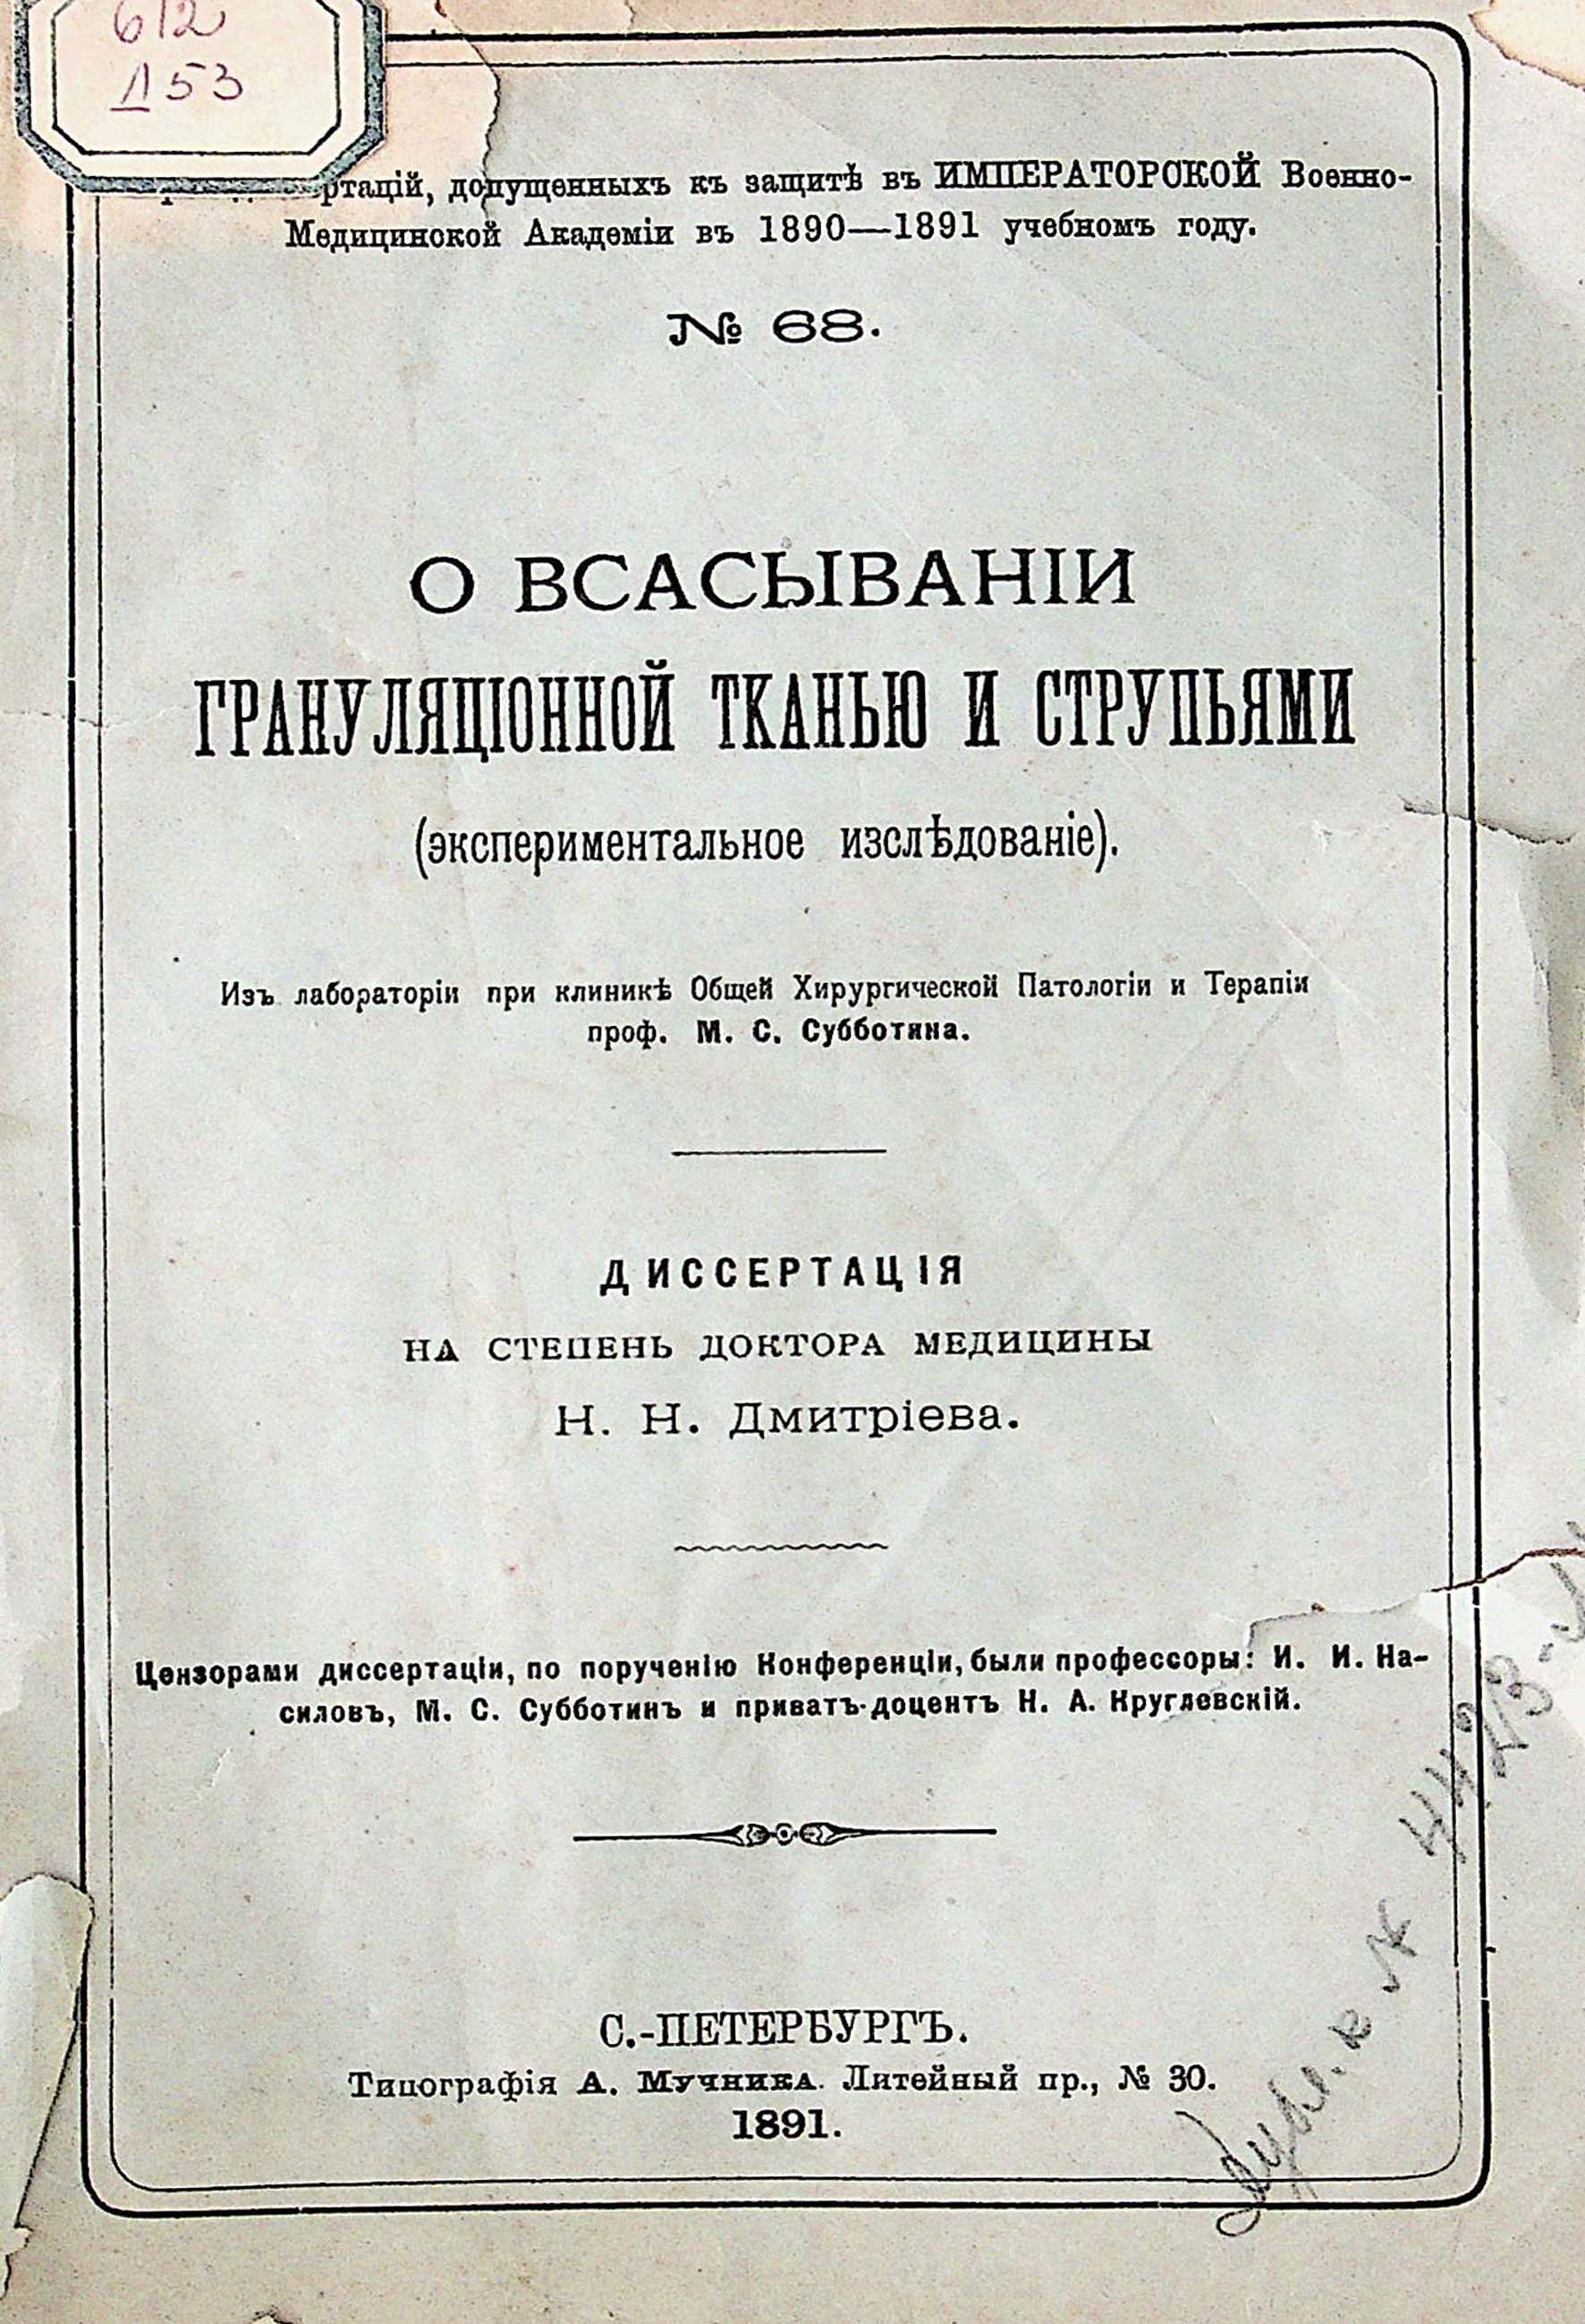 612
Д53
допущенныхъ къ защитѣ въ ИМПЕРАТОРСКОЙ Военно-
Медицинской Академіи въ 1890—1891 учебномъ году.
№ 68.
О ВСАСЫВАНІИ
ГРАНУЛЯЦІОННОЙ ТКАНЬЮ И СТРУПЬЯМИ
(экспериментальное изслѣдованіе).
Изъ лабораторіи при клиникѣ Общей Хирургической Патологіи и Терапіи
проф. М. С. Субботина.
ДИССЕРТАЦІЯ
НА СТЕПЕНЬ ДОКТОРА МЕДИЦИНЫ
Н. Н. Дмитріева.
Цензорами диссертаціи, по порученію Конференціи, были профессоры: И. И. На-
силовъ, М. С. Субботинъ и приватъ-доцентъ Н. А. Круглевскій.
С.-ПЕТЕРБУРГЪ.
Типографія А. Мучника. Литейный пр., № 30.
1891.